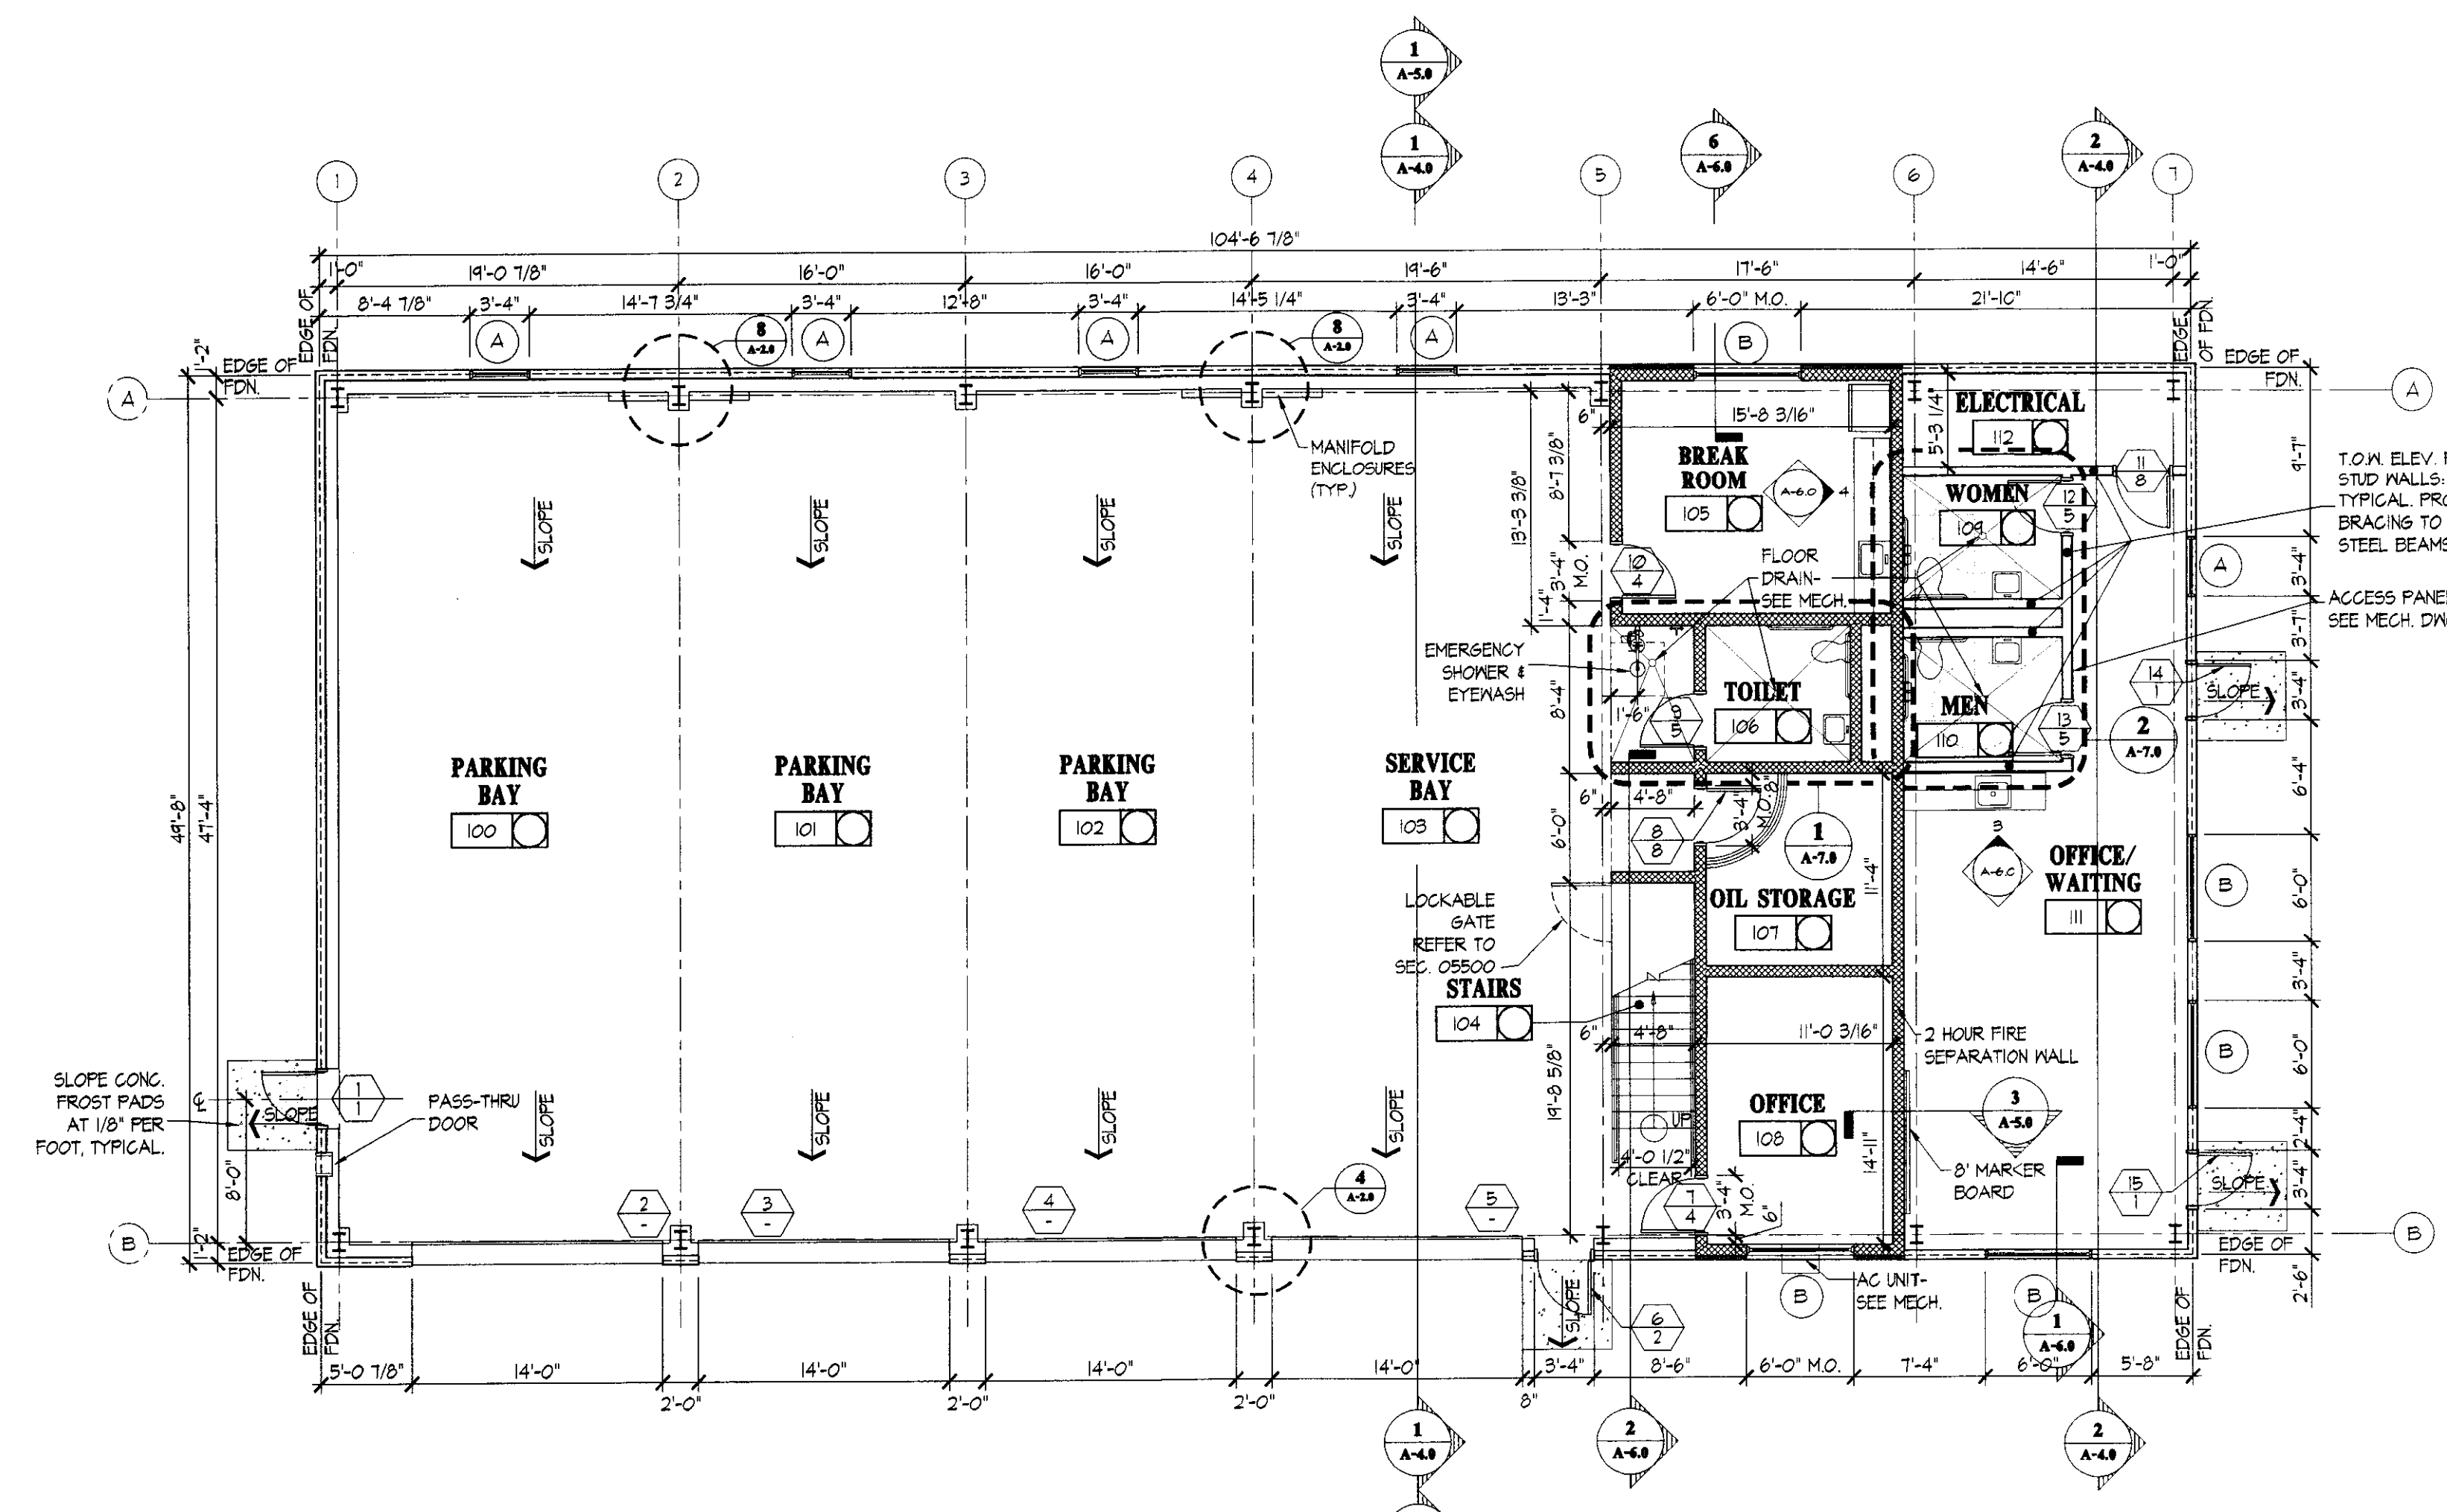 1
A-5.0
1
A-4.0
6
A-6.0
2
A-4.0
1
2
3
4
5
6
7
104'-6 7/8"
1'-0"
19'-0 7/8"
16'-0"
16'-0"
19'-6"
17'-6"
14'-6"
1'-0"
8'-4 7/8"
3'-4"
14'-7 3/4"
3'-4"
12'-8"
3'-4"
14'-5 1/4"
3'-4"
13'-3"
6'-0" M.O.
21'-10"
EDGE OF
FDN.
EDGE
OF FDN.
A
8
A-2.0
A
A
8
A-2.0
A
B
1'-2"
EDGE OF
FDN.
EDGE OF
FDN.
A
A
MANIFOLD
ENCLOSURES
(TYP.)
6"
15'-8 3/16"
5'-3 1/4"
ELECTRICAL
112
9'-7"
BREAK
ROOM
105
A-6.0
4
8'-7 3/8"
13'-3 3/8"
WOMEN
109
12
5
11
8
T.O.W. ELEV.
STUD WALLS:
TYPICAL.
BRACING TO
STEEL BEAMS
SLOPE
SLOPE
SLOPE
SLOPE
FLOOR
DRAIN-
SEE MECH.
10
4
3'-4"
M.O.
1'-4"
A
3'-4"
ACCESS PANEL
SEE MECH.
3'-7"
EMERGENCY
SHOWER &
EYEWASH
8'-4"
1'-6"
9
5
TOILET
106
MEN
110
13
5
14
1
SLOPE
3'-4"
2
A-7.0
6'-4"
PARKING
BAY
100
PARKING
BAY
101
PARKING
BAY
102
SERVICE
BAY
103
49'-8"
47'-4"
6"
4'-8"
3'-4"
M.O.
8"
6'-0"
8
8
1
A-7.0
11'-4"
3
A-6.0
OFFICE/
WAITING
111
B
6'-0"
LOCKABLE
GATE
REFER TO
SEC. 05500
OIL STORAGE
107
STAIRS
104
3'-4"
6"
4'-8"
11'-0 3/16"
2 HOUR FIRE
SEPARATION WALL
B
6'-0"
SLOPE CONC.
FROST PADS
AT 1/8" PER
FOOT, TYPICAL.
SLOPE
1
1
PASS-THRU
DOOR
8'-0"
SLOPE
SLOPE
SLOPE
SLOPE
19'-8 5/8"
UP
OFFICE
108
3
A-5.0
14'-11"
8' MARKER
BOARD
2'-4"
15
1
SLOPE
3'-4"
4'-0 1/2"
CLEAR
7
4
3'-4"
M.O.
6"
2
-
3
-
4
-
4
A-2.0
5
-
B
1'-2"
EDGE OF
FDN.
EDGE OF
FDN.
B
2'-6"
EDGE OF
FDN.
SLOPE
6
2
B
AC UNIT-
SEE MECH.
B
1
A-6.0
EDGE OF
FDN.
5'-0 7/8"
14'-0"
2'-0"
14'-0"
2'-0"
14'-0"
2'-0"
14'-0"
8"
3'-4"
8'-6"
6'-0" M.O.
7'-4"
6'-0"
5'-8"
1
A-4.0
2
A-6.0
2
A-4.0